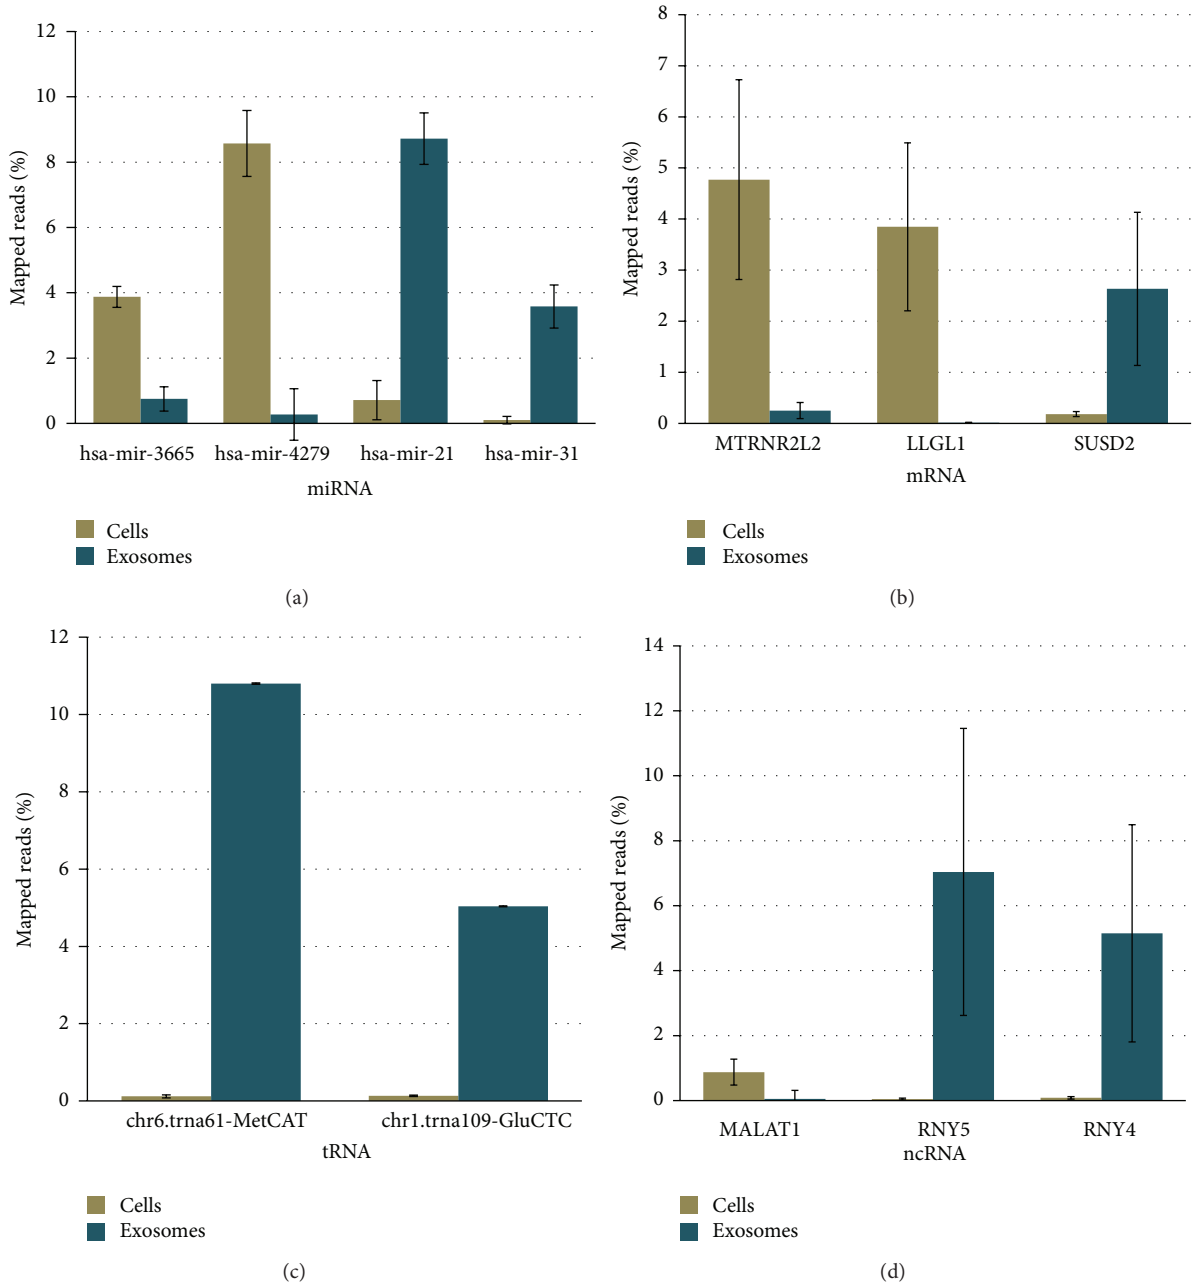 12
10
8
6
4
2
0
Mapped reads (%)
hsa-mir-3665 hsa-mir-4279 hsa-mir-21 hsa-mir-31
miRNA
Cells
Exosomes
(a)
8
7
6
5
4
3
2
1
0
Mapped reads (%)
MTRNR2L2 LLGL1 SUSD2
mRNA
Cells
Exosomes
(b)
12
10
8
6
4
2
0
Mapped reads (%)
chr6.trna61-MetCAT chr1.trna109-GluCTC
tRNA
Cells
Exosomes
(c)
14
12
10
8
6
4
2
0
Mapped reads (%)
MALAT1 RNY5 RNY4
ncRNA
Cells
Exosomes
(d)